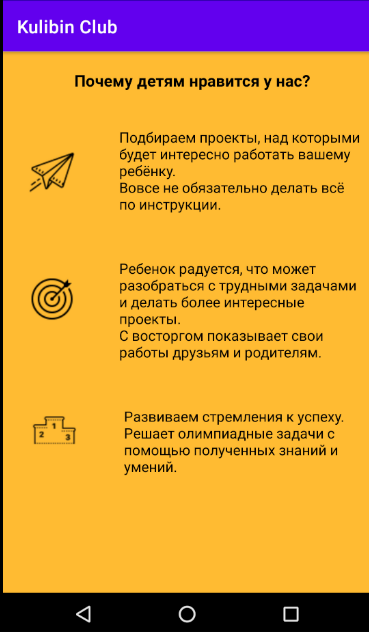 Kulibin Club
Почему детям нравится у нас?
Подбираем проекты, над которыми
будет интересно работать вашему
ребёнку.
Вовсе не обязательно делать всё
по инструкции.
Ребенок радуется, что может
разобраться с трудными задачами
и делать более интересные
проекты.
С восторгом показывает свои
работы друзьям и родителям.
1
2
3
Развиваем стремления к успеху.
Решает олимпиадные задачи с
помощью полученных знаний и
умений.